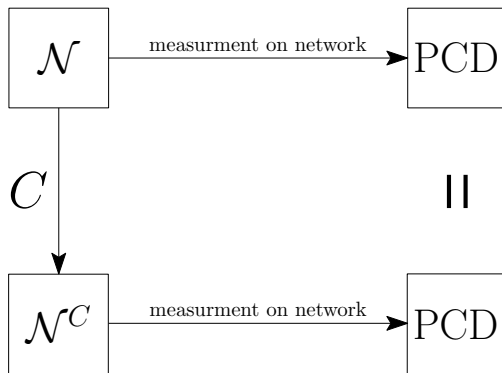 𝒩 measurment on network PCD
C =
𝒩^C measurment on network PCD